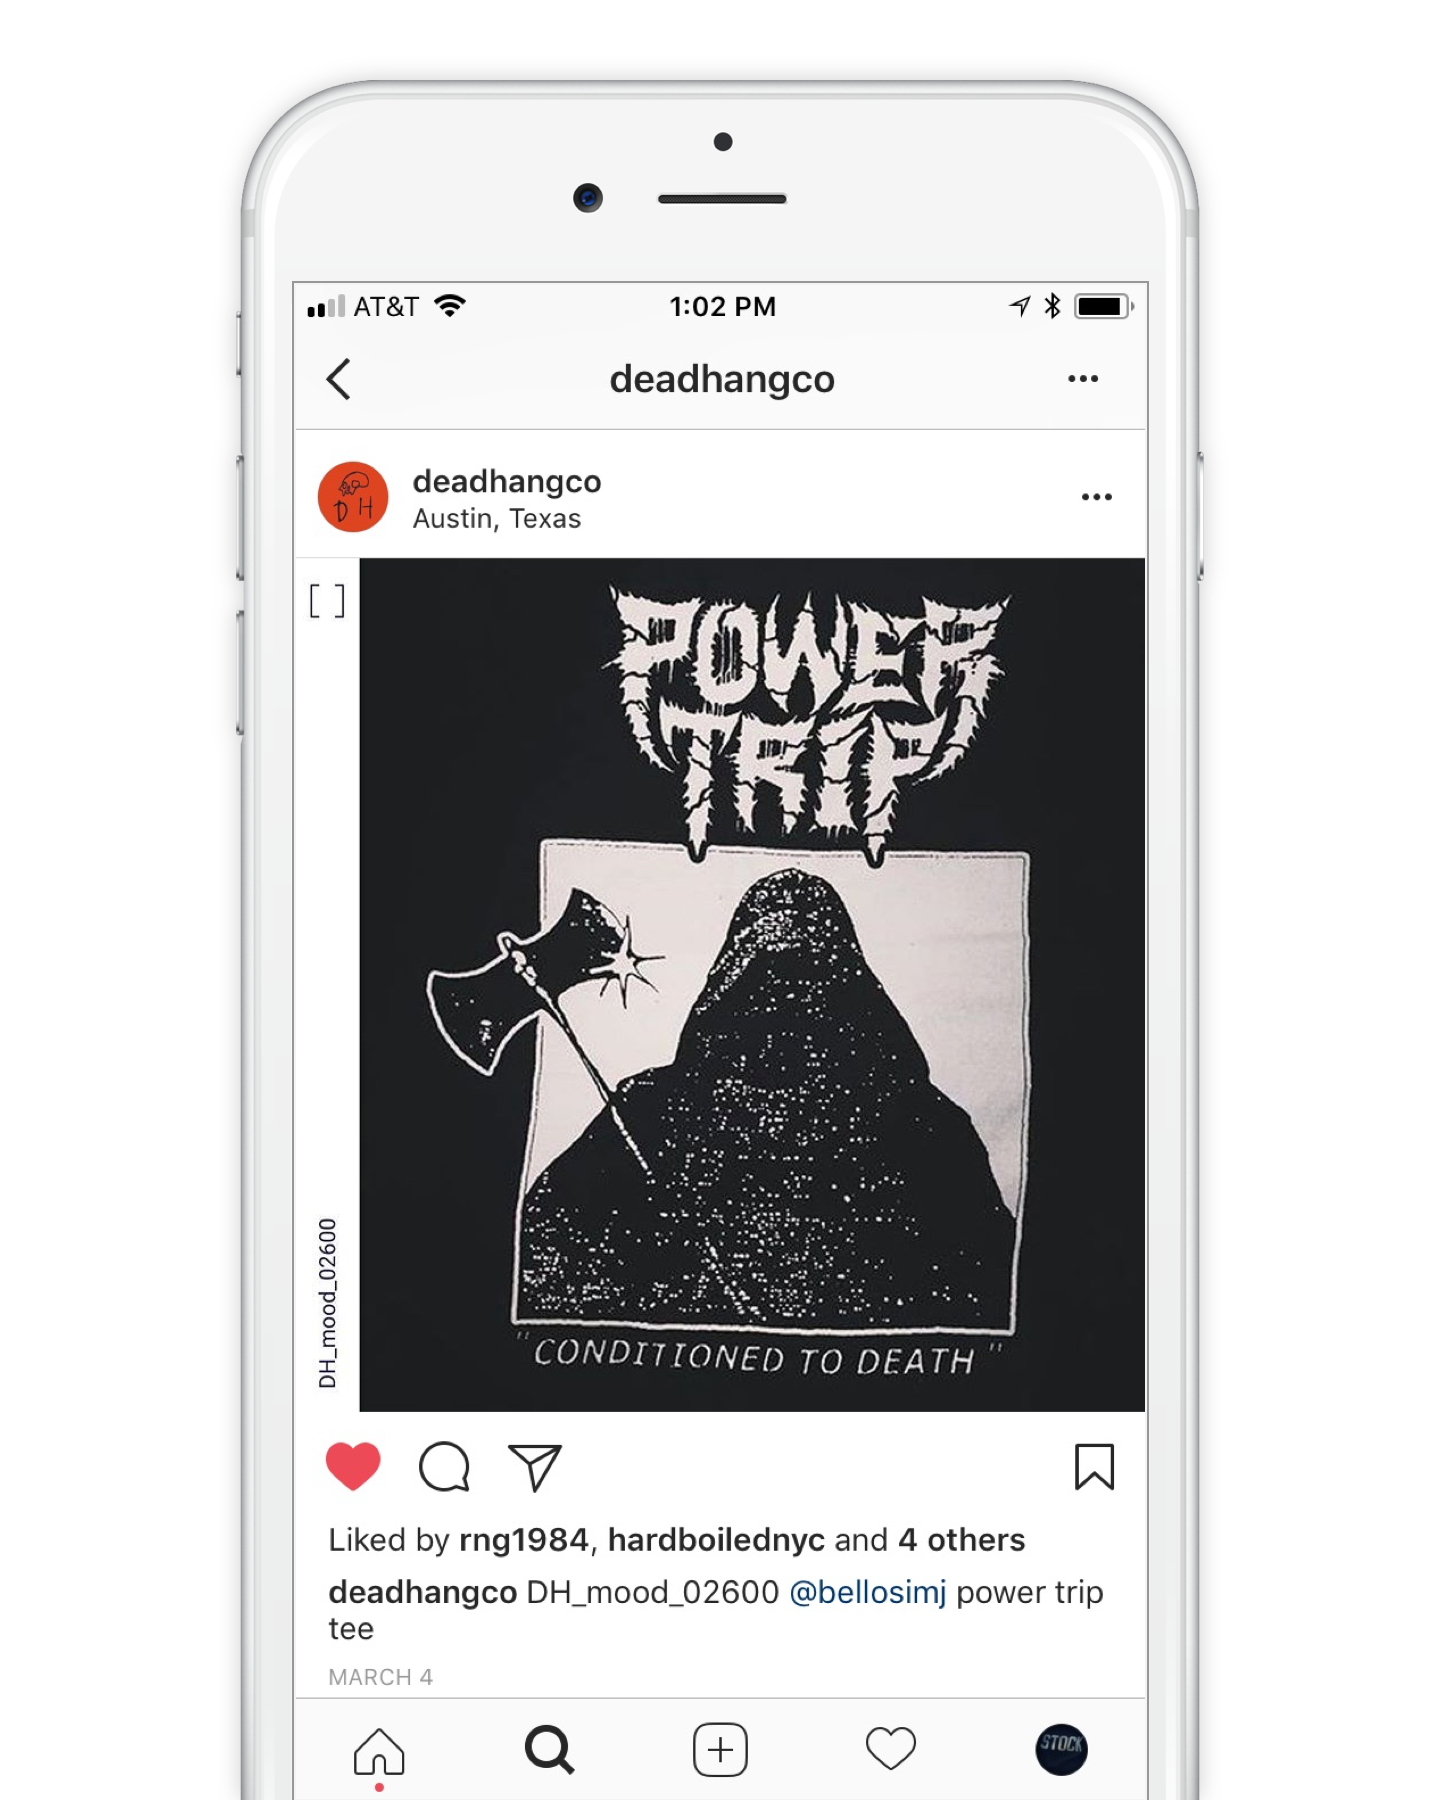 AT&T
1:02 PM
deadhangco
D H
deadhangco
Austin, Texas
[ ]
POWER
TRIP
DH_mood_02600
"CONDITIONED TO DEATH"
Liked by rng1984, hardboilednyc and 4 others
deadhangco DH_mood_02600 @bellosimj power trip
tee
MARCH 4
STOCK